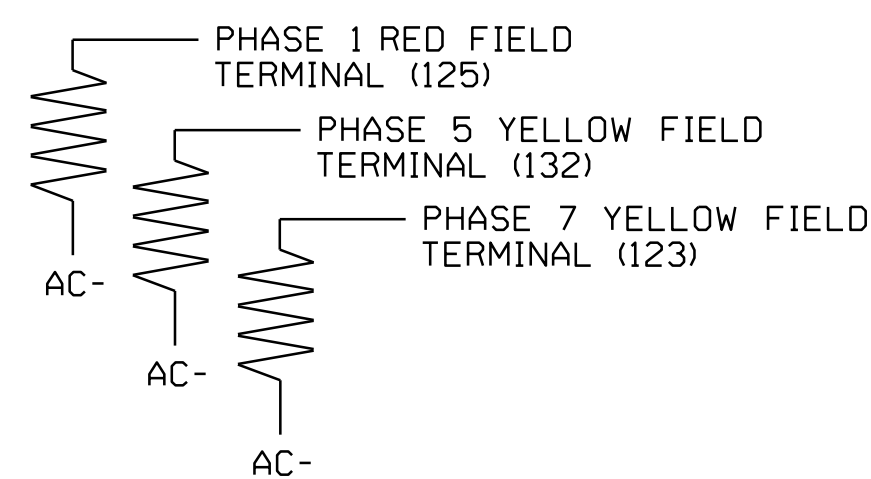 PHASE 1 RED FIELD
TERMINAL (125)
PHASE 5 YELLOW FIELD
TERMINAL (132)
PHASE 7 YELLOW FIELD
TERMINAL (123)
AC-
AC-
AC-